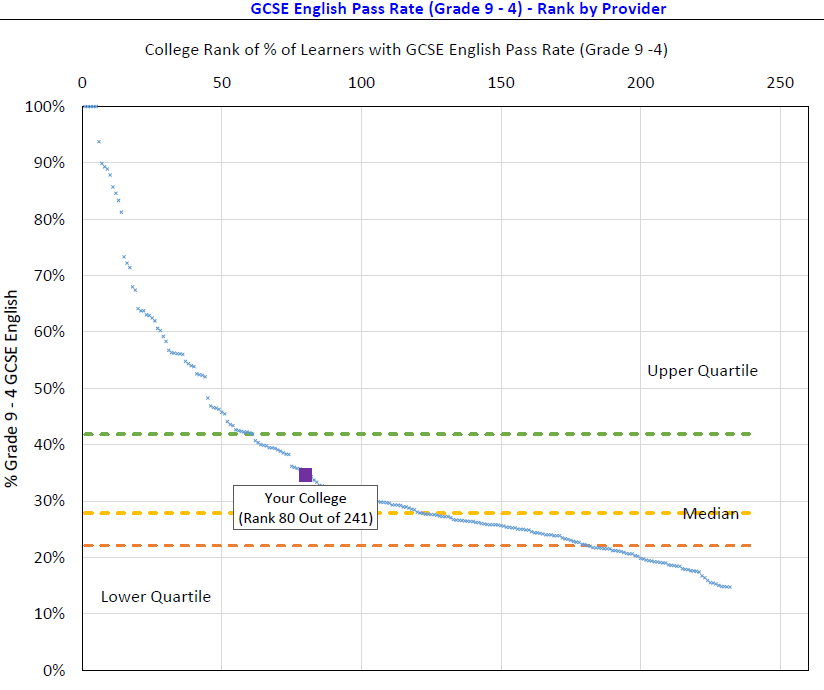 GCSE English Pass Rate (Grade 9 - 4) - Rank by Provider
College Rank of % of Learners with GCSE English Pass Rate (Grade 9 -4)
0 50 100 150 200 250
100%
90%
80%
70%
60%
50%
40%
30%
20%
10%
0%
% Grade 9 - 4 GCSE English
Upper Quartile
Your College
(Rank 80 Out of 241)
Median
Lower Quartile